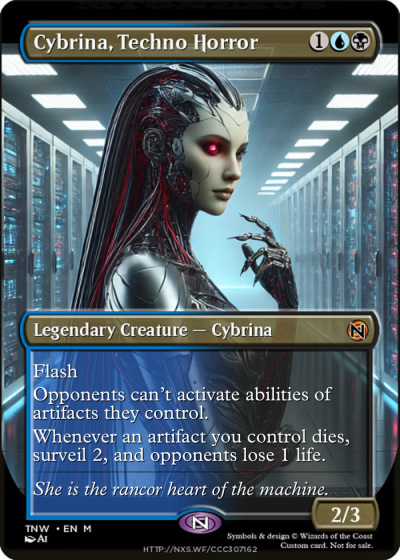 Cybrina, Techno Horror 1
Legendary Creature — Cybrina
Flash
Opponents can't activate abilities of
artifacts they control.
Whenever an artifact you control dies,
surveil 2, and opponents lose 1 life.
She is the rancor heart of the machine.
2/3
TNW • EN M
AI
Symbols & design © Wizards of the Coast
Custom card. Not for sale.
HTTP://NXS.WF/CCC307162